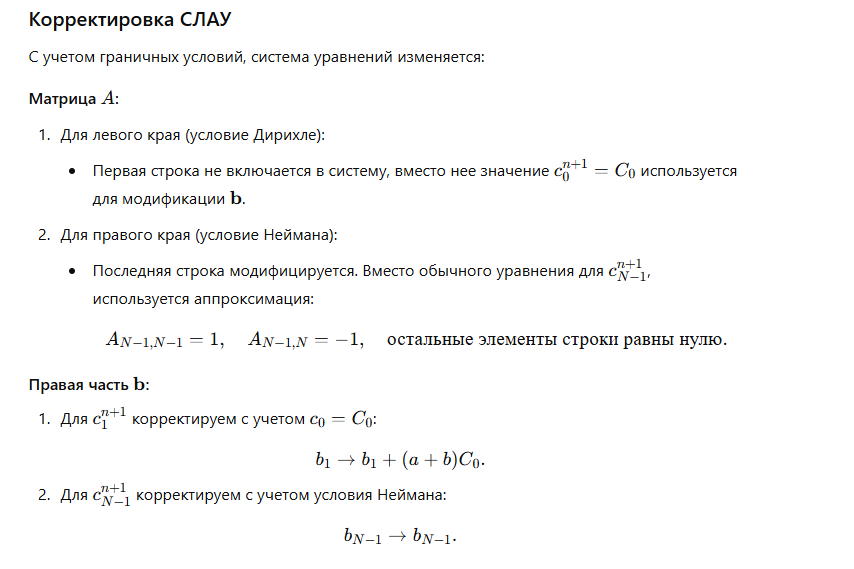 Корректировка СЛАУ
С учетом граничных условий, система уравнений изменяется:
Матрица $A$:
1. Для левого края (условие Дирихле):
• Первая строка не включается в систему, вместо нее значение $c_0^{n+1} = C_0$ используется
для модификации $\mathbf{b}$.
2. Для правого края (условие Неймана):
• Последняя строка модифицируется. Вместо обычного уравнения для $c_{N-1}^{n+1}$,
используется аппроксимация:
$A_{N-1,N-1} = 1, \quad A_{N-1,N} = -1, \quad \text{остальные элементы строки равны нулю.}$
Правая часть $\mathbf{b}$:
1. Для $c_1^{n+1}$ корректируем с учетом $c_0 = C_0$:
$b_1 \to b_1 + (a + b)C_0.$
2. Для $c_{N-1}^{n+1}$ корректируем с учетом условия Неймана:
$b_{N-1} \to b_{N-1}.$